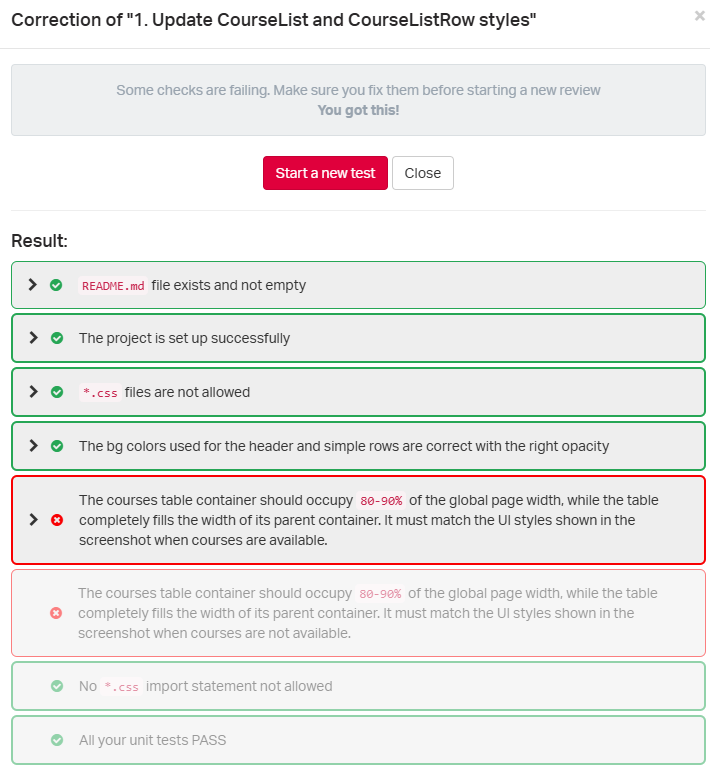 Correction of "1. Update CourseList and CourseListRow styles"
×
Some checks are failing. Make sure you fix them before starting a new review
You got this!
Start a new test
Close
Result:
README.md file exists and not empty
The project is set up successfully
*.css files are not allowed
The bg colors used for the header and simple rows are correct with the right opacity
The courses table container should occupy 80-90% of the global page width, while the table
completely fills the width of its parent container. It must match the UI styles shown in the
screenshot when courses are available.
The courses table container should occupy 80-90% of the global page width, while the table
completely fills the width of its parent container. It must match the UI styles shown in the
screenshot when courses are not available.
No *.css import statement not allowed
All your unit tests PASS